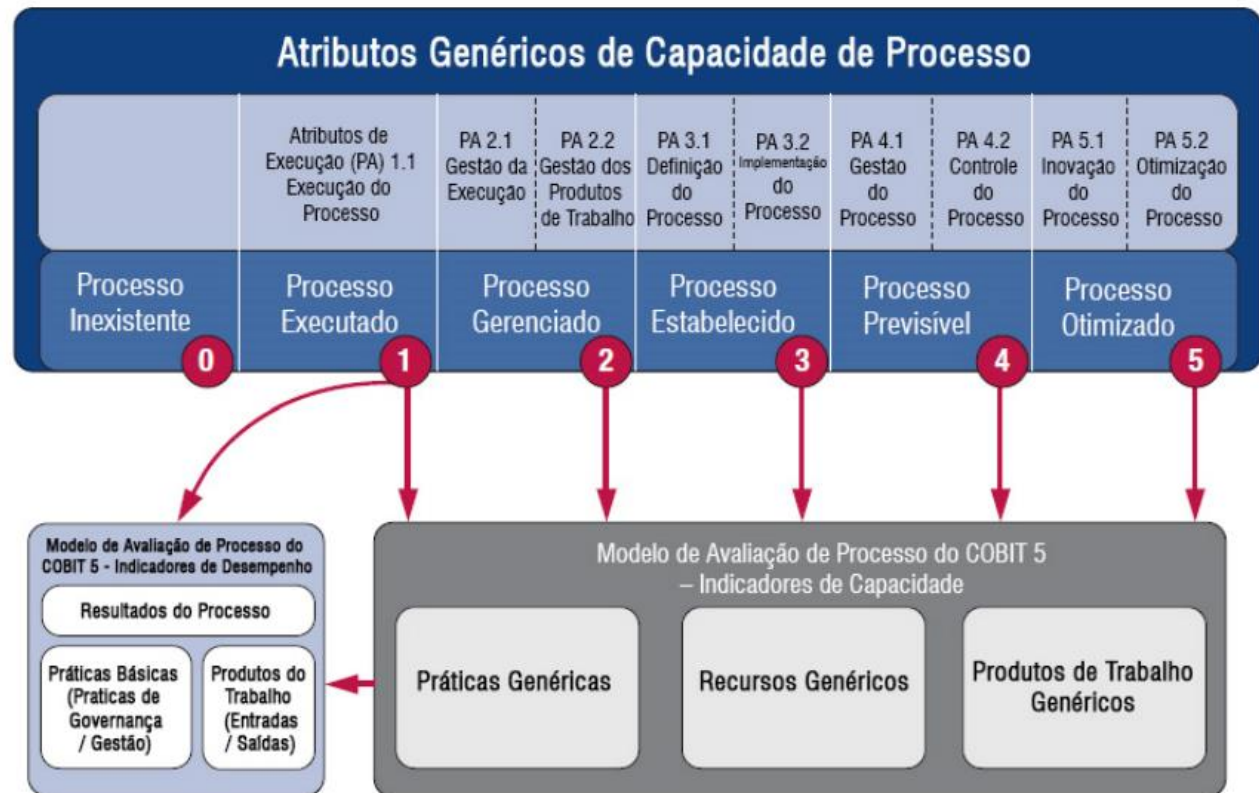 Atributos Genéricos de Capacidade de Processo
Atributos de
Execução (PA) 1.1
Execução do
Processo
PA 2.1
Gestão da
Execução
PA 2.2
Gestão dos
Produtos
de Trabalho
PA 3.1
Definição
do
Processo
PA 3.2
Implementação
do
Processo
PA 4.1
Gestão
do
Processo
PA 4.2
Controle
do
Processo
PA 5.1
Inovação
do
Processo
PA 5.2
Otimização
do
Processo
Processo
Inexistente
0
Processo
Executado
1
Processo
Gerenciado
2
Processo
Estabelecido
3
Processo
Previsível
4
Processo
Otimizado
5
Modelo de Avaliação de Processo do
COBIT 5 - Indicadores de Desempenho
Resultados do Processo
Práticas Básicas
(Praticas de
Governança
/ Gestão)
Produtos do
Trabalho
(Entradas
/ Saídas)
Modelo de Avaliação de Processo do COBIT 5
– Indicadores de Capacidade
Práticas Genéricas
Recursos Genéricos
Produtos de Trabalho
Genéricos